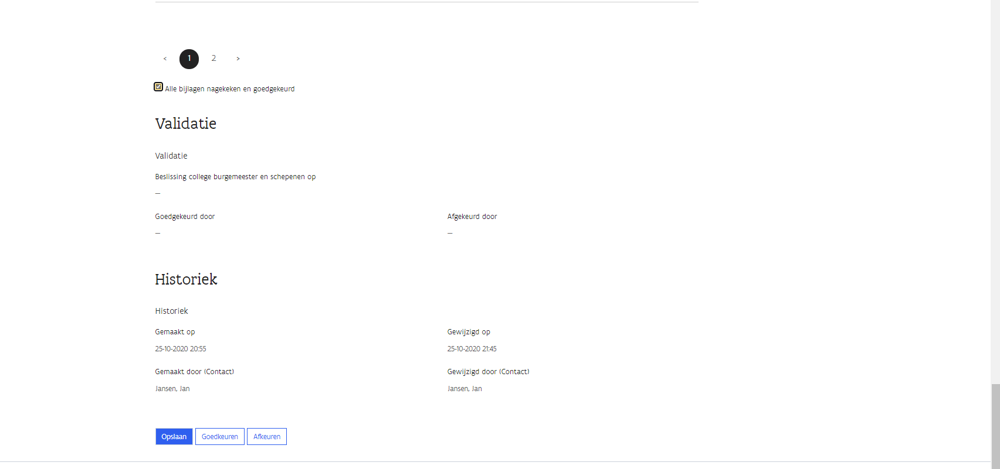 < 1 2 >
Alle bijlagen nagekeken en goedgekeurd
Validatie
Validatie
Beslissing college burgemeester en schepenen op
—
Goedgekeurd door Afgekeurd door
— —
Historiek
Historiek
Gemaakt op Gewijzigd op
25-10-2020 20:55 25-10-2020 21:45
Gemaakt door (Contact) Gewijzigd door (Contact)
Jansen, Jan Jansen, Jan
Opslaan Goedkeuren Afkeuren